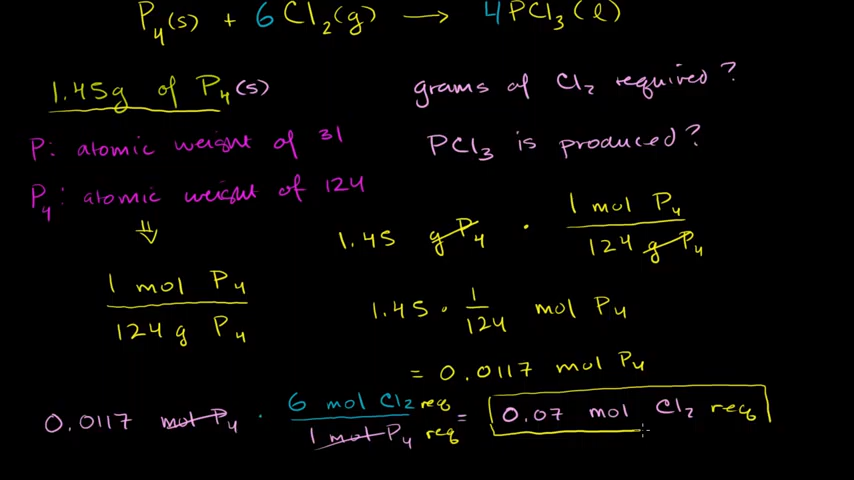 P₄(s) + 6Cl₂(g) → 4PCl₃(l)
1.45g of P₄(s)
grams of Cl₂ required?
P: atomic weight of 31
PCl₃ is produced?
P₄: atomic weight of 124
⇓
1.45 g P₄ · 1 mol P₄ / 124 g P₄
1 mol P₄ / 124 g P₄
1.45 · 1/124 mol P₄
= 0.0117 mol P₄
0.0117 mol P₄ · 6 mol Cl₂ req / 1 mol P₄ req = 0.07 mol Cl₂ req